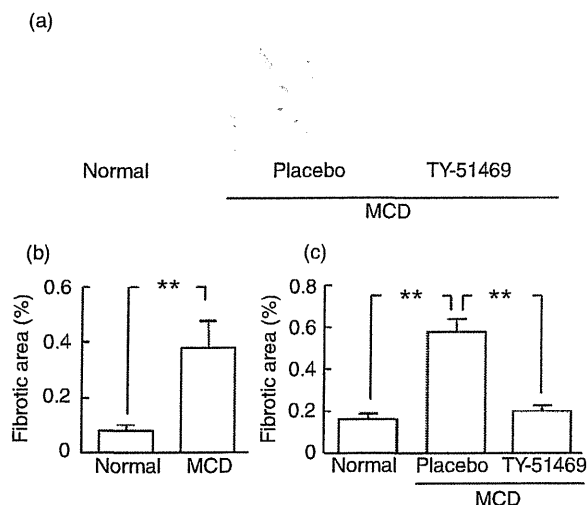 (a)
Normal Placebo TY-51469
MCD
(b)
Fibrotic area (%)
0.6
0.4
0.2
0
**
Normal MCD
(c)
Fibrotic area (%)
0.8
0.6
0.4
0.2
0
** **
Normal Placebo TY-51469
MCD